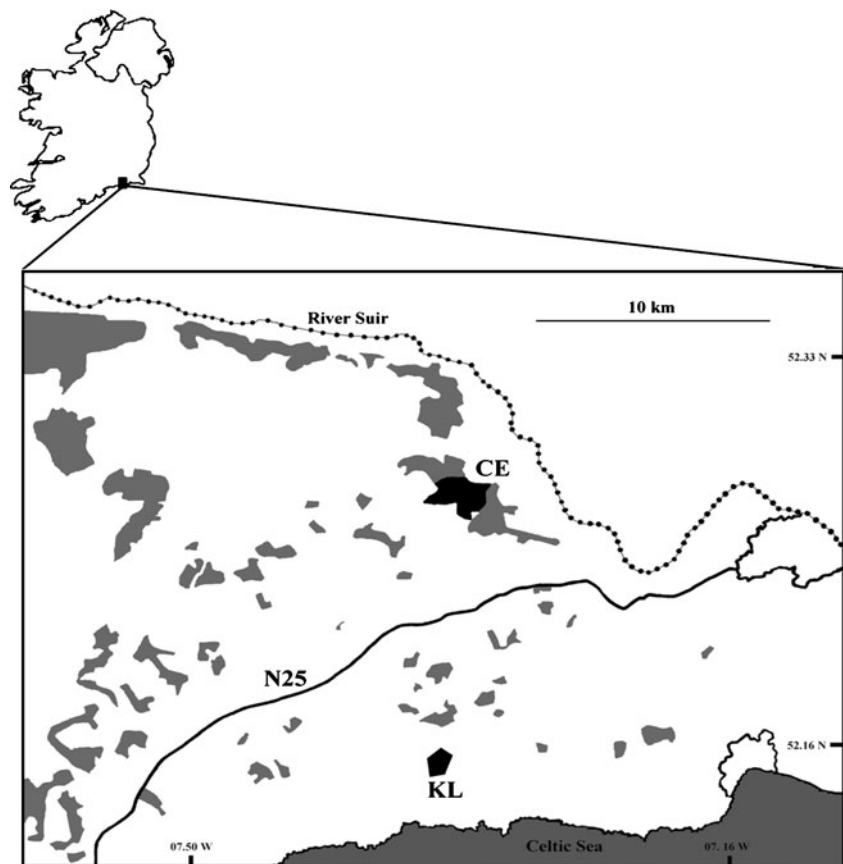 River Suir
10 km
52.33 N
CE
N25
52.16 N
KL
Celtic Sea
07.50 W
07. 16 W